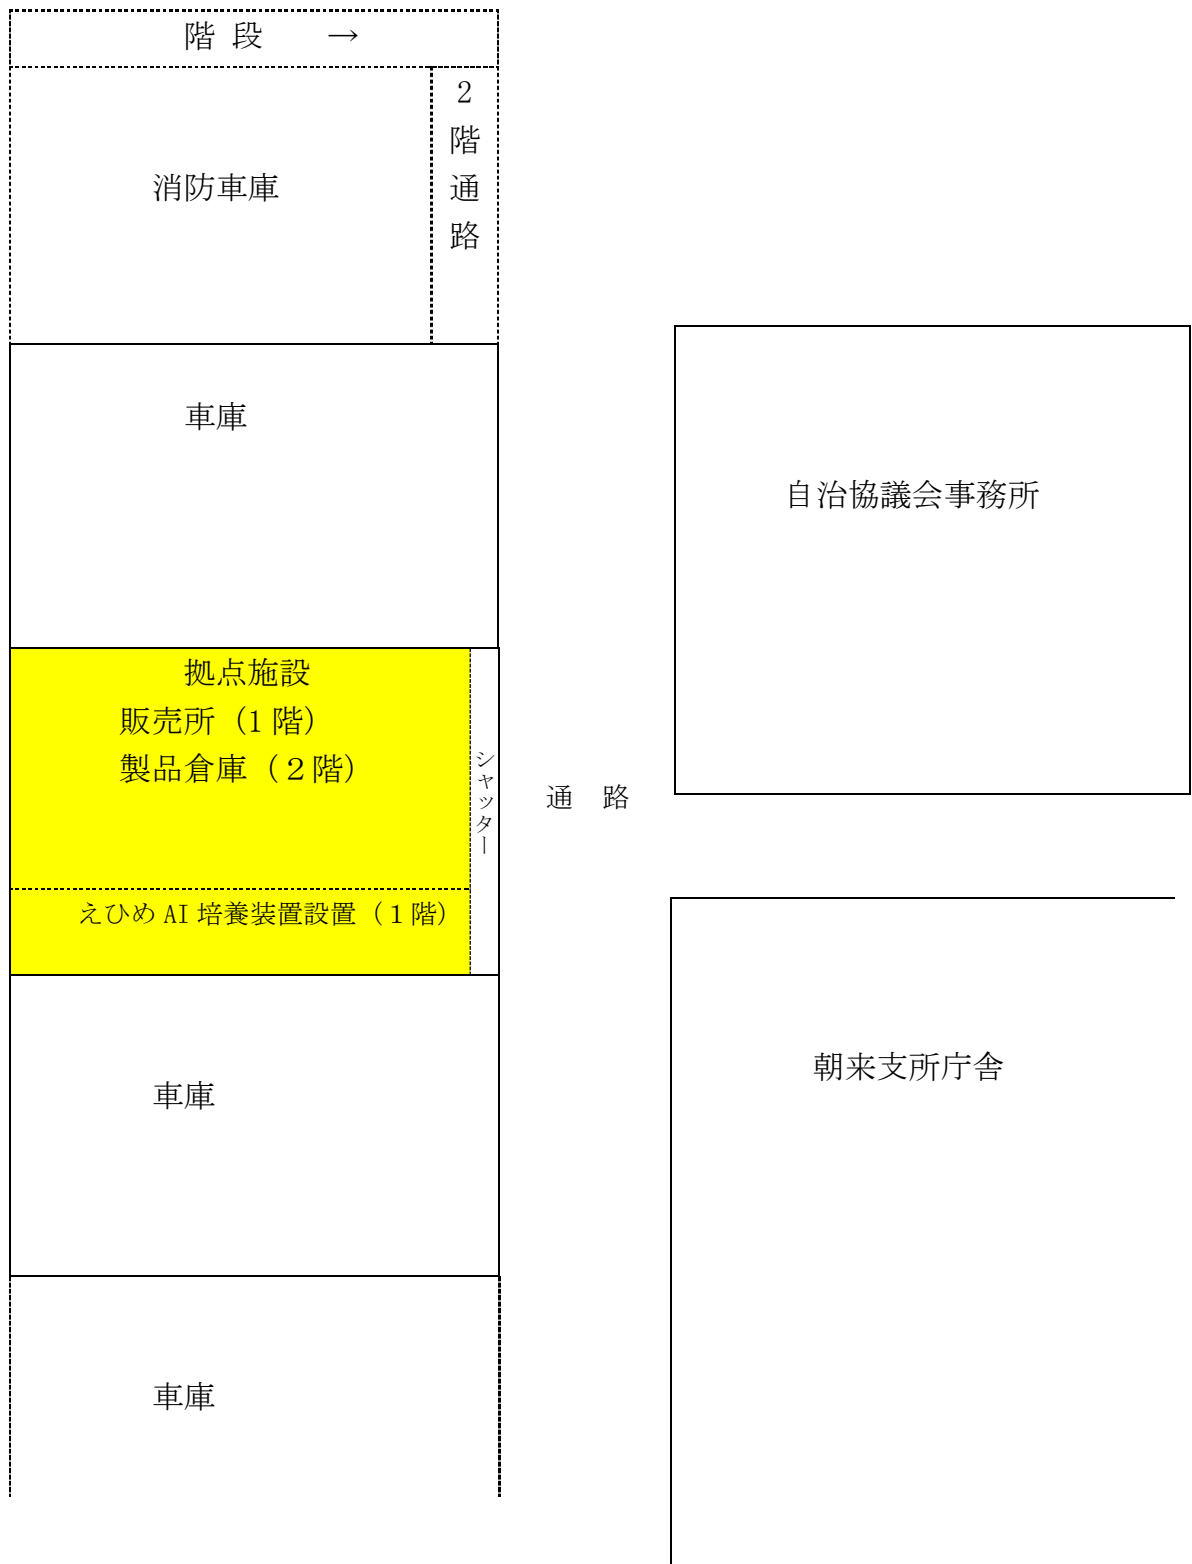 階 段　→
2階通路
消防車庫
車庫
自治協議会事務所
拠点施設
販売所（1 階）
製品倉庫（２階）
シャッター
通　路
えひめ AI 培養装置設置（１階）
朝来支所庁舎
車庫
車庫